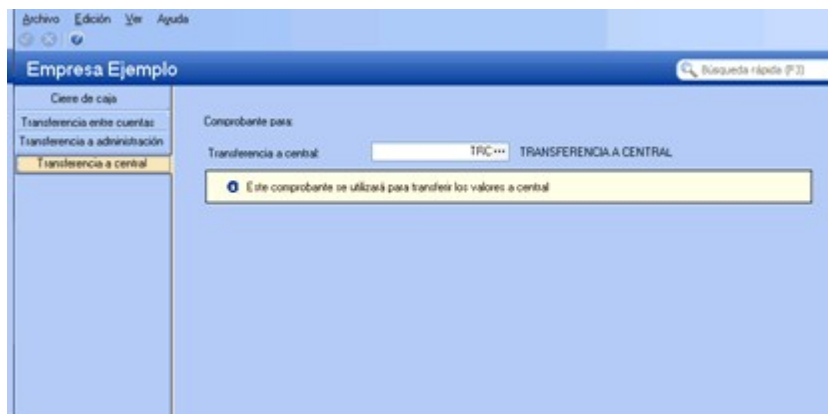 Archivo Edición Ver Ayuda
Empresa Ejemplo
Búsqueda rápida (F3)
Cierre de caja
Transferencia entre cuentas
Transferencia a administración
Transferencia a central
Comprobante para:
Transferencia a central: TRC••• TRANSFERENCIA A CENTRAL
Este comprobante se utilizará para transferir los valores a central